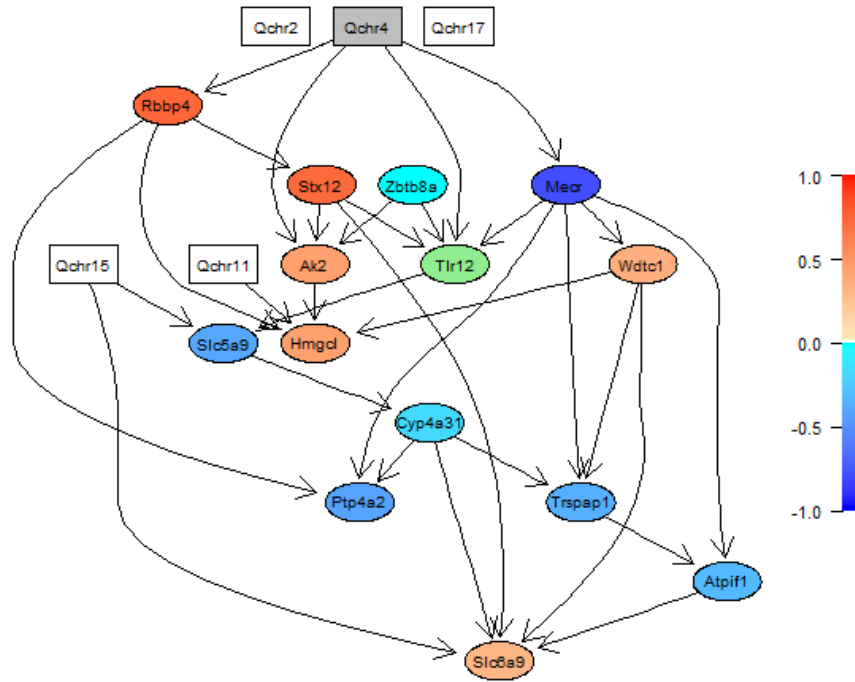 Qchr2
Qchr4
Qchr17
Rbbp4
Stx12
Zbtb8a
Mecr
1.0
Qchr15
Qchr11
Ak2
Tlr12
Wdtc1
0.5
Slc5a9
Hmgcl
0.0
Cyp4a31
-0.5
Ptp4a2
Trspap1
-1.0
Atpif1
Slc6a9